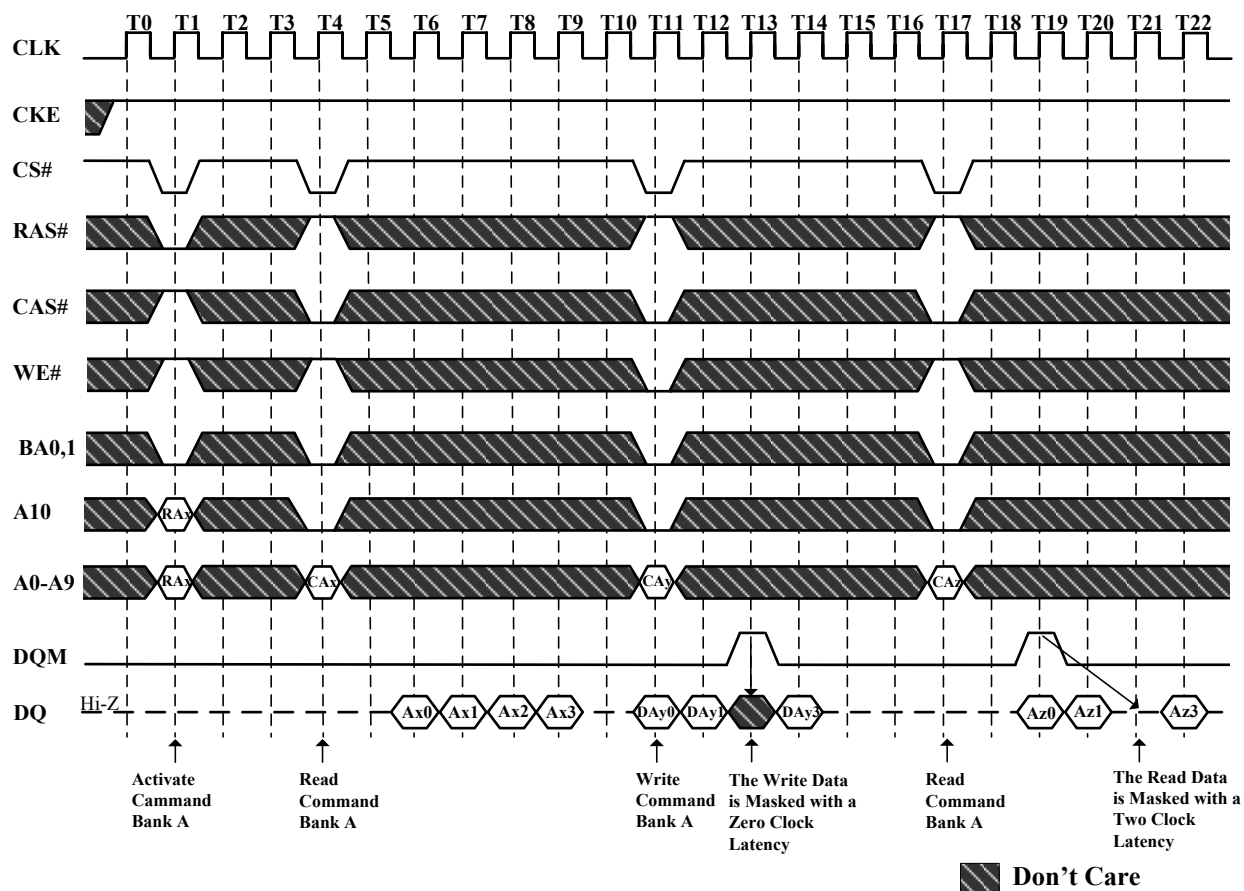 T0 T1 T2 T3 T4 T5 T6 T7 T8 T9 T10 T11 T12 T13 T14 T15 T16 T17 T18 T19 T20 T21 T22
CLK
CKE
CS#
RAS#
CAS#
WE#
BA0,1
A10
RAx
A0-A9
RAx CAx CAy CAz
DQM
DQ
Hi-Z
Ax0 Ax1 Ax2 Ax3 DAy0 DAy1 DAy3 Az0 Az1 Az3
Activate
Cammand
Bank A
Read
Command
Bank A
Write
Command
Bank A
The Write Data
is Masked with a
Zero Clock
Latency
Read
Command
Bank A
The Read Data
is Masked with a
Two Clock
Latency
Don't Care